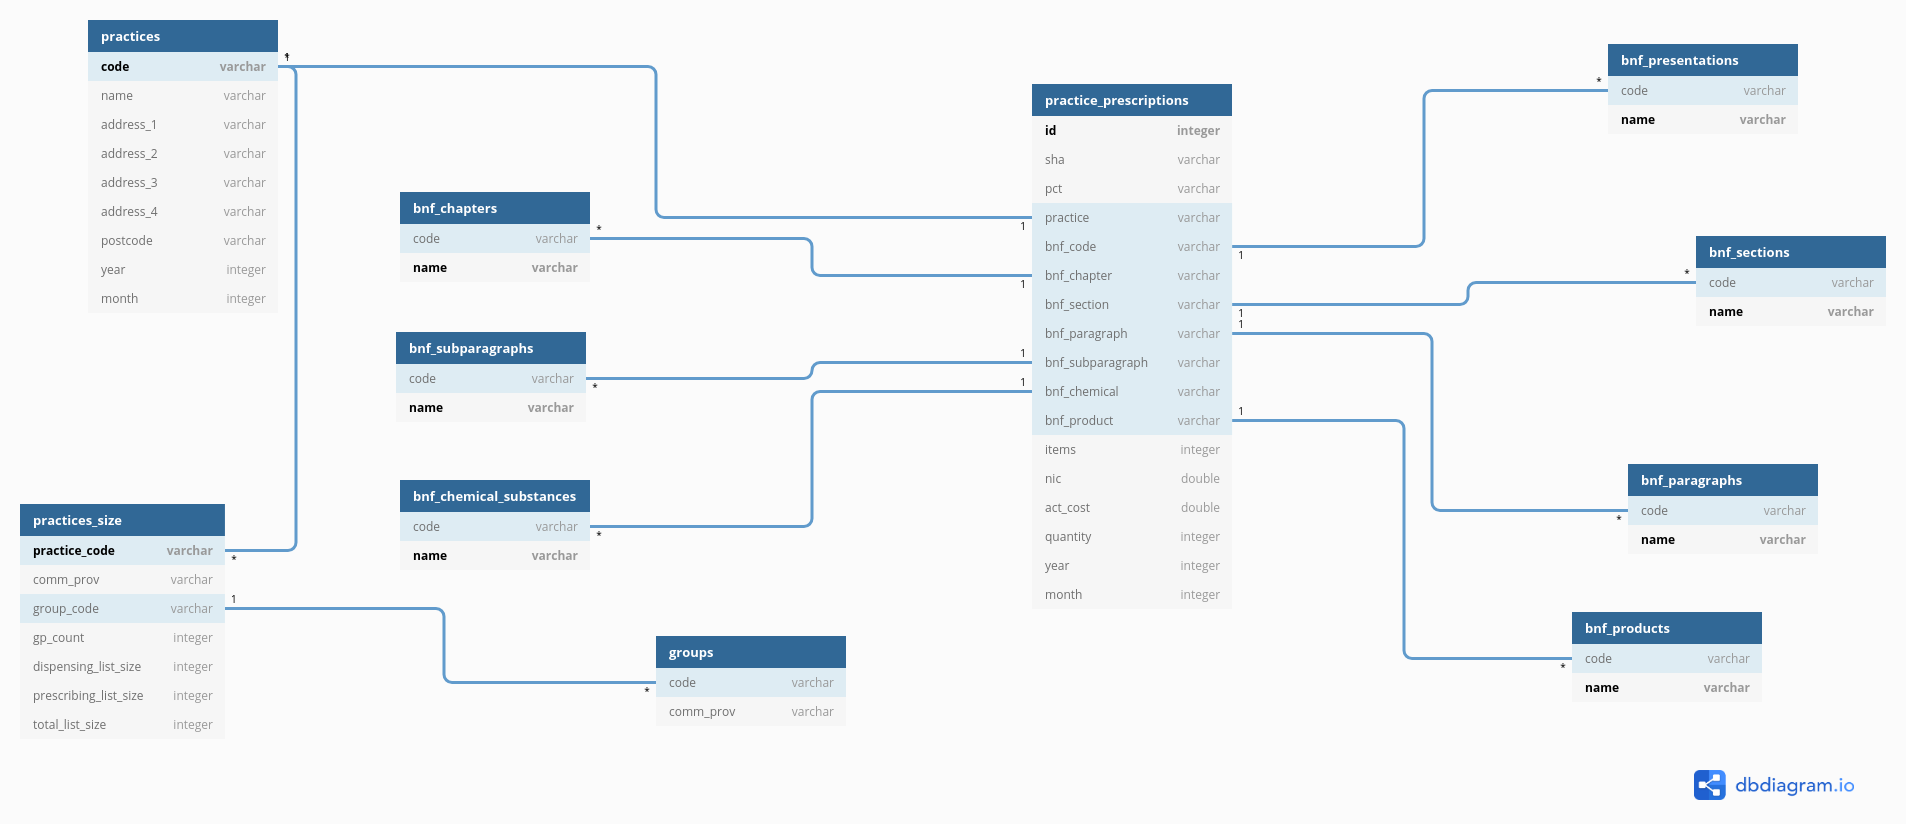 practices
code varchar
name varchar
address_1 varchar
address_2 varchar
address_3 varchar
address_4 varchar
postcode varchar
year integer
month integer
*
1
practices_size
practice_code varchar
comm_prov varchar
group_code varchar
gp_count integer
dispensing_list_size integer
prescribing_list_size integer
total_list_size integer
*
1
bnf_chapters
code varchar
name varchar
*
bnf_subparagraphs
code varchar
name varchar
*
bnf_chemical_substances
code varchar
name varchar
*
groups
code varchar
comm_prov varchar
*
practice_prescriptions
id integer
sha varchar
pct varchar
practice varchar
bnf_code varchar
bnf_chapter varchar
bnf_section varchar
bnf_paragraph varchar
bnf_subparagraph varchar
bnf_chemical varchar
bnf_product varchar
items integer
nic double
act_cost double
quantity integer
year integer
month integer
1
1
1
1
1
1
1
1
bnf_presentations
code varchar
name varchar
*
bnf_sections
code varchar
name varchar
*
bnf_paragraphs
code varchar
name varchar
*
bnf_products
code varchar
name varchar
*
dbdiagram.io